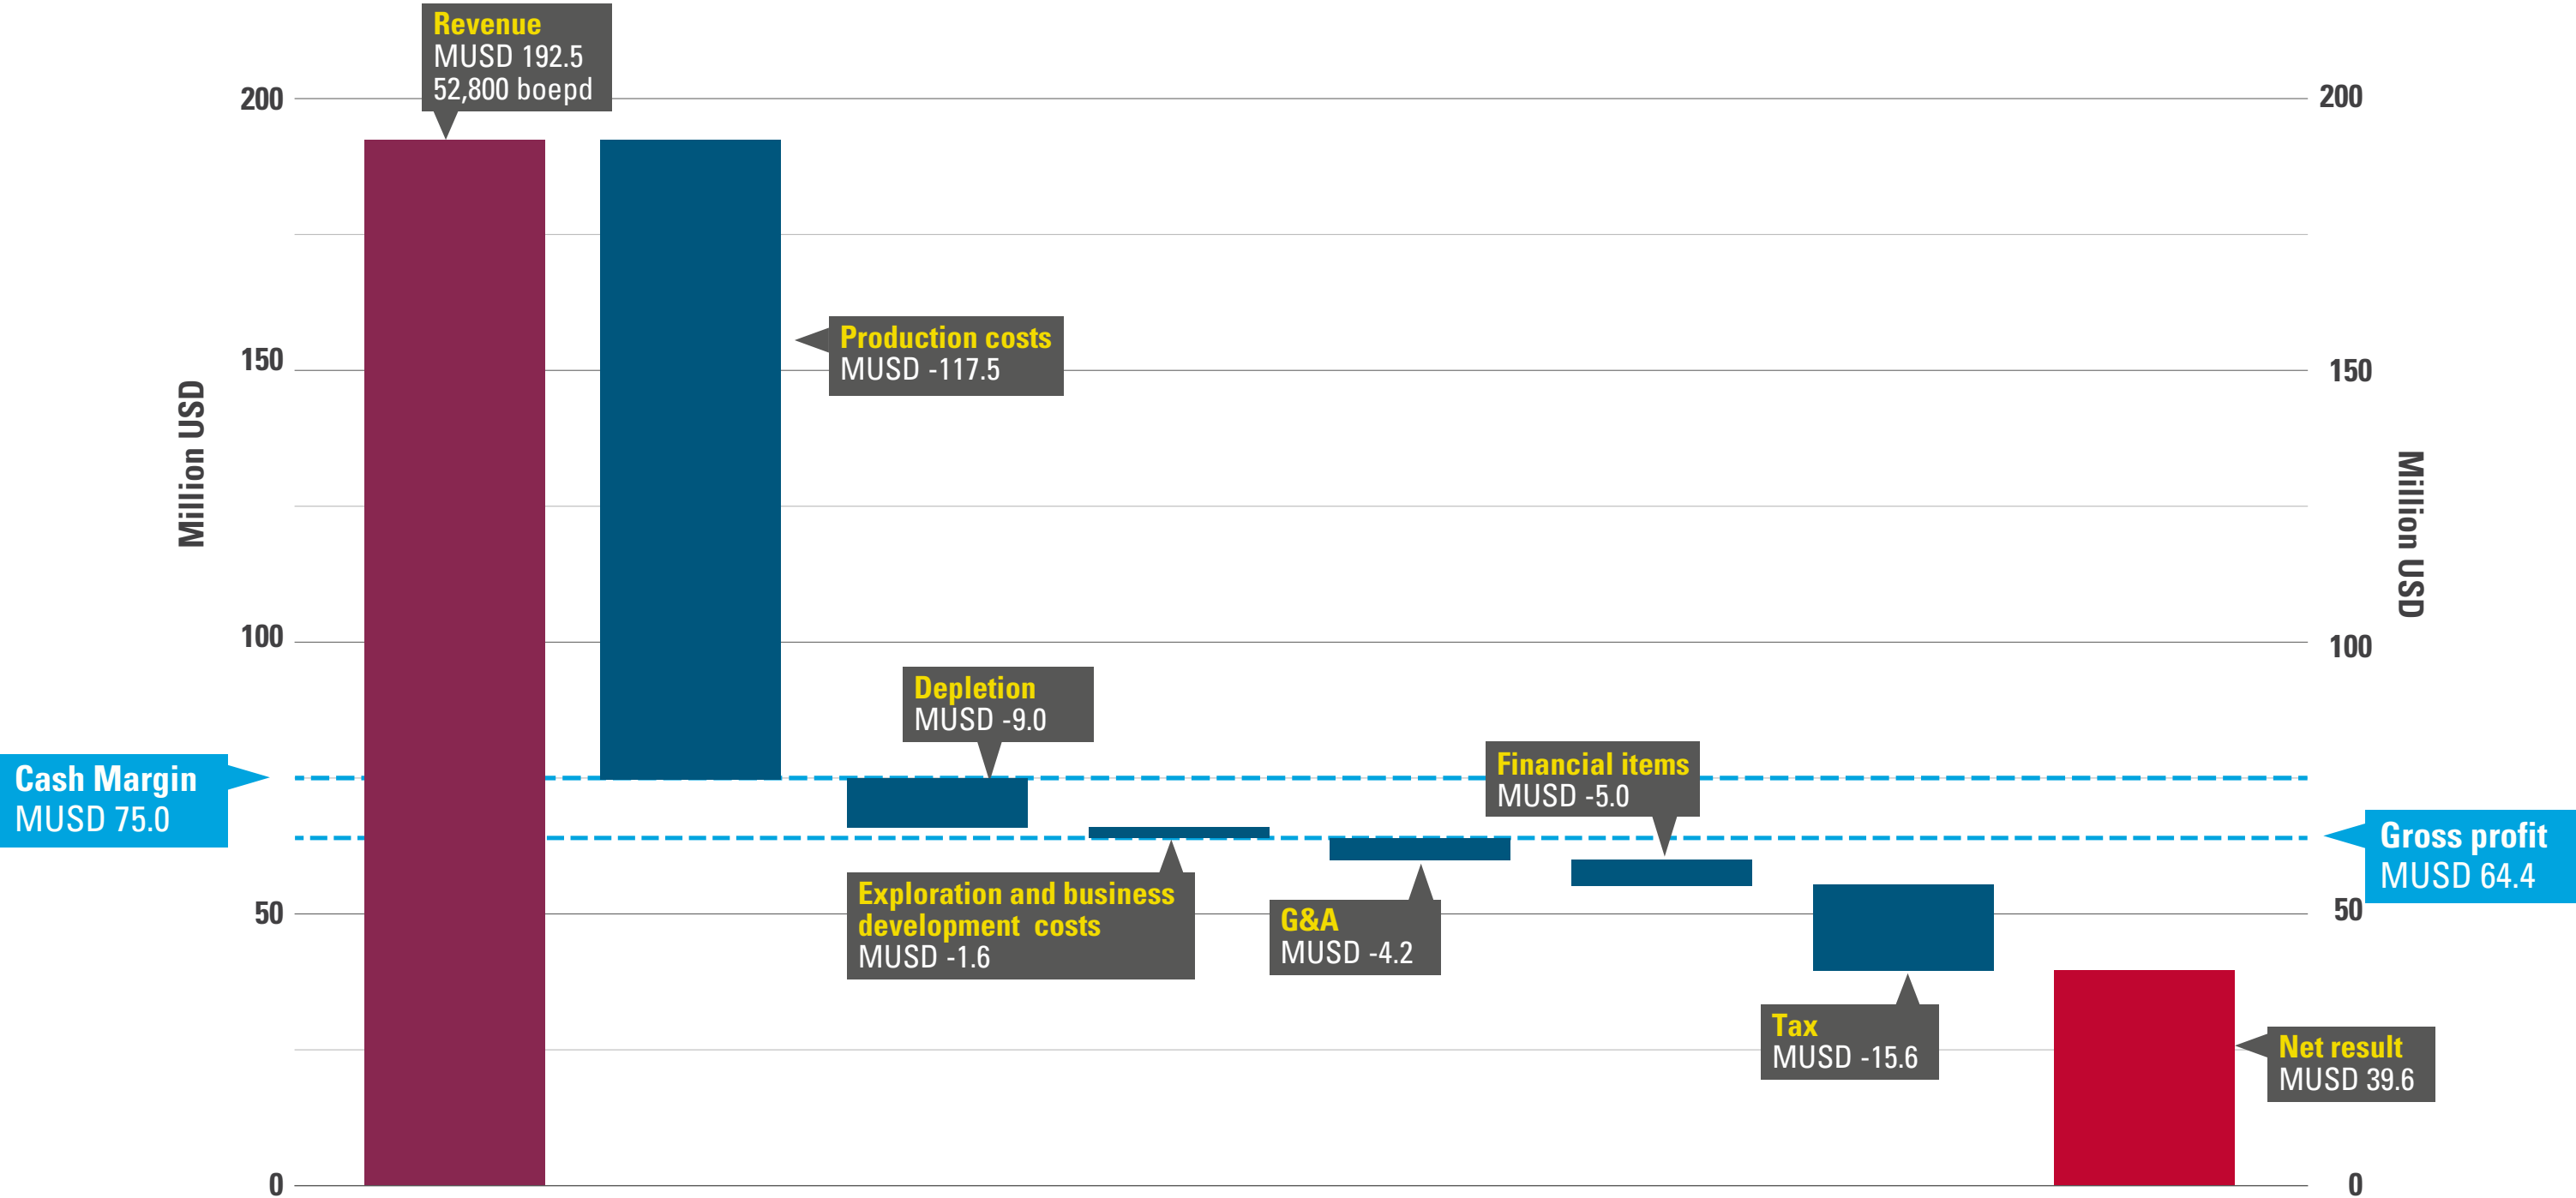 Revenue
MUSD 192.5
52,800 boepd
200
200
Production costs
MUSD -117.5
150
150
Million USD
Million USD
100
100
Depletion
MUSD -9.0
Financial items
MUSD -5.0
Cash Margin
MUSD 75.0
Gross profit
MUSD 64.4
Exploration and business
development costs
MUSD -1.6
G&A
MUSD -4.2
50
50
Tax
MUSD -15.6
Net result
MUSD 39.6
0
0